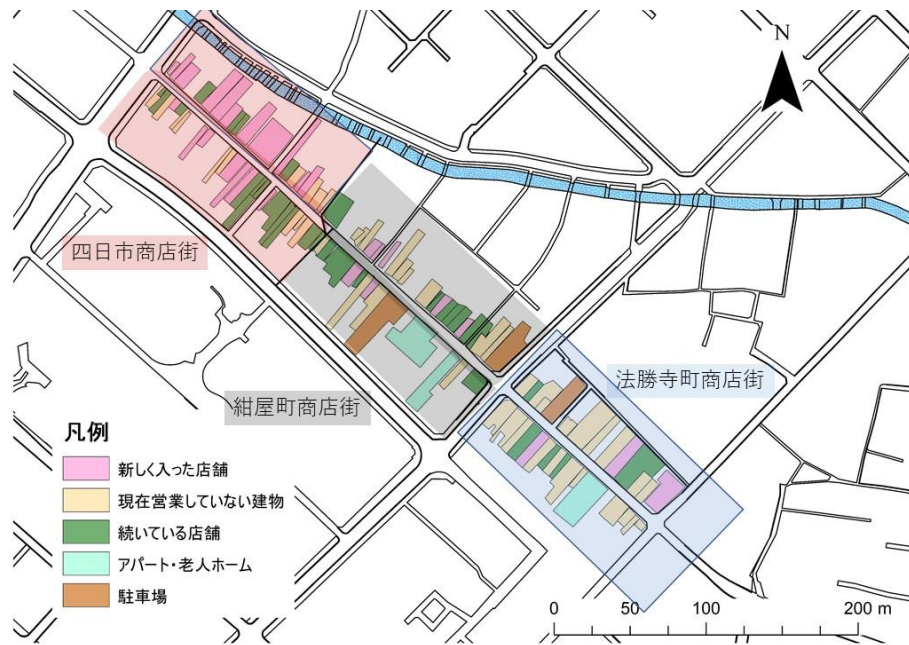 N
四日市商店街
法勝寺町商店街
紺屋町商店街
凡例
新しく入った店舗
現在営業していない建物
続いている店舗
アパート・老人ホーム
駐車場
0 50 100 200 m